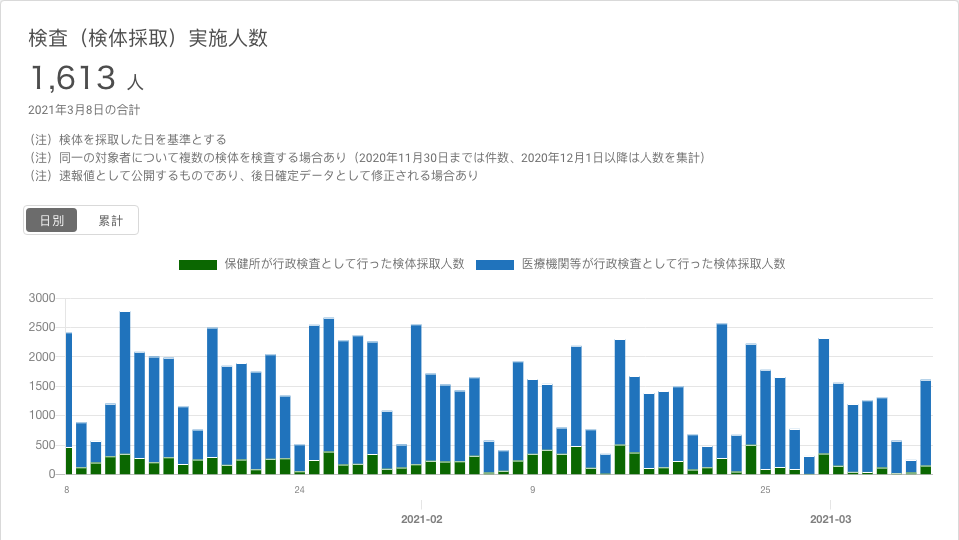 検査（検体採取）実施人数
1,613 人
2021年3月8日の合計
（注）検体を採取した日を基準とする
（注）同一の対象者について複数の検体を検査する場合あり（2020年11月30日までは件数、2020年12月1日以降は人数を集計）
（注）速報値として公開するものであり、後日確定データとして修正される場合あり
日別 累計
保健所が行政検査として行った検体採取人数 医療機関等が行政検査として行った検体採取人数
3000
2500
2000
1500
1000
500
0
8 24 9 25
2021-02 2021-03